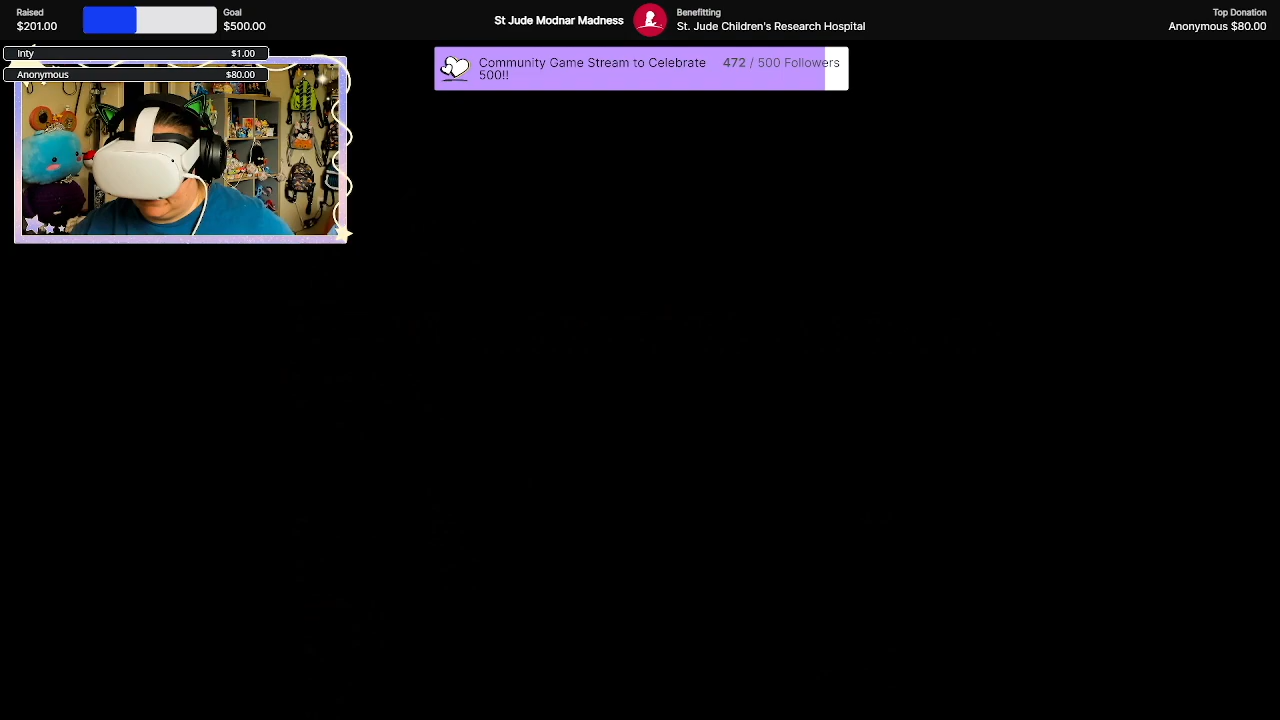 Raised
$201.00
Goal
$500.00
St Jude Modnar Madness
Benefitting
St. Jude Children's Research Hospital
Top Donation
Anonymous $80.00
Inty $1.00
Anonymous $80.00
Community Game Stream to Celebrate 500!!
472 / 500 Followers